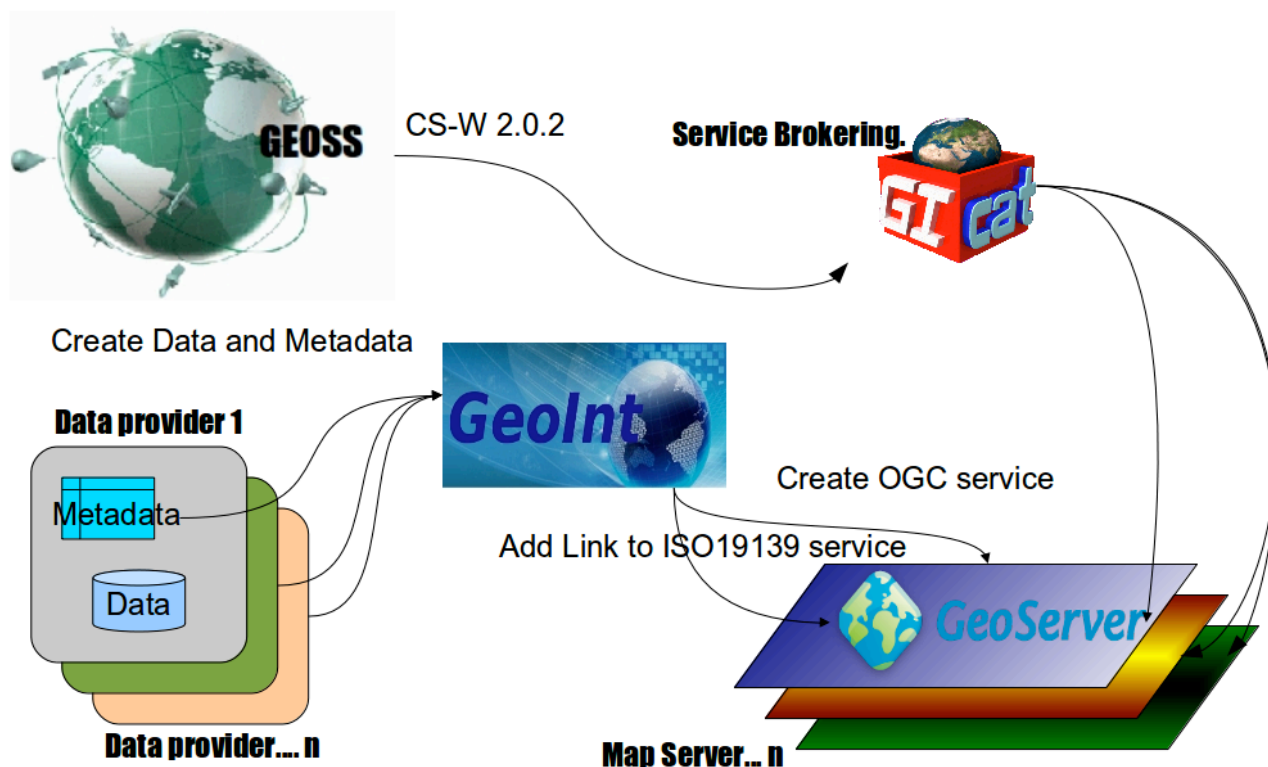 GEOSS
CS-W 2.0.2
Service Brokering.
GI cat
Create Data and Metadata
GeoInt
Data provider 1
Metadata
Data
Create OGC service
Add Link to ISO19139 service
GeoServer
Data provider.... n
Map Server... n